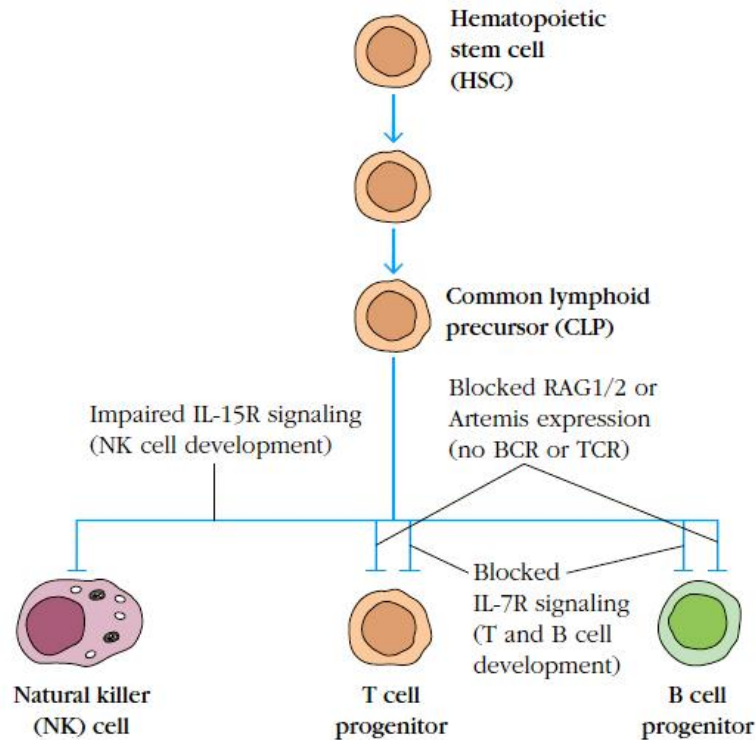 Hematopoietic
stem cell
(HSC)
Common lymphoid
precursor (CLP)
Impaired IL-15R signaling
(NK cell development)
Blocked RAG1/2 or
Artemis expression
(no BCR or TCR)
Blocked
IL-7R signaling
(T and B cell
development)
Natural killer
(NK) cell
T cell
progenitor
B cell
progenitor